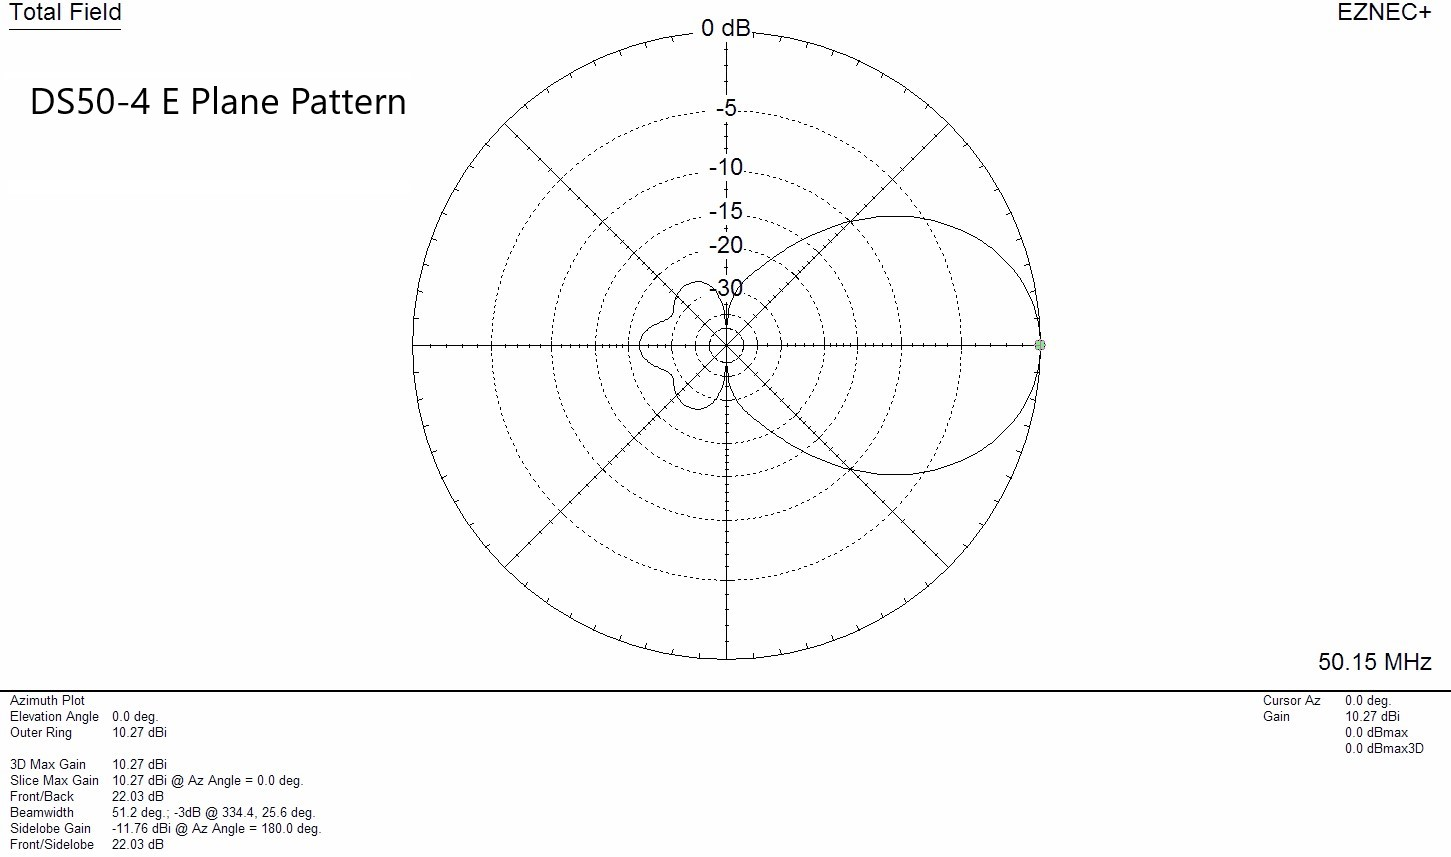 Total Field
EZNEC+
DS50-4 E Plane Pattern
0 dB
-5
-10
-15
-20
-30
50.15 MHz
Azimuth Plot
Elevation Angle 0.0 deg.
Outer Ring 10.27 dBi
3D Max Gain 10.27 dBi
Slice Max Gain 10.27 dBi @ Az Angle = 0.0 deg.
Front/Back 22.03 dB
Beamwidth 51.2 deg.; -3dB @ 334.4, 25.6 deg.
Sidelobe Gain -11.76 dBi @ Az Angle = 180.0 deg.
Front/Sidelobe 22.03 dB
Cursor Az 0.0 deg.
Gain 10.27 dBi
0.0 dBmax
0.0 dBmax3D